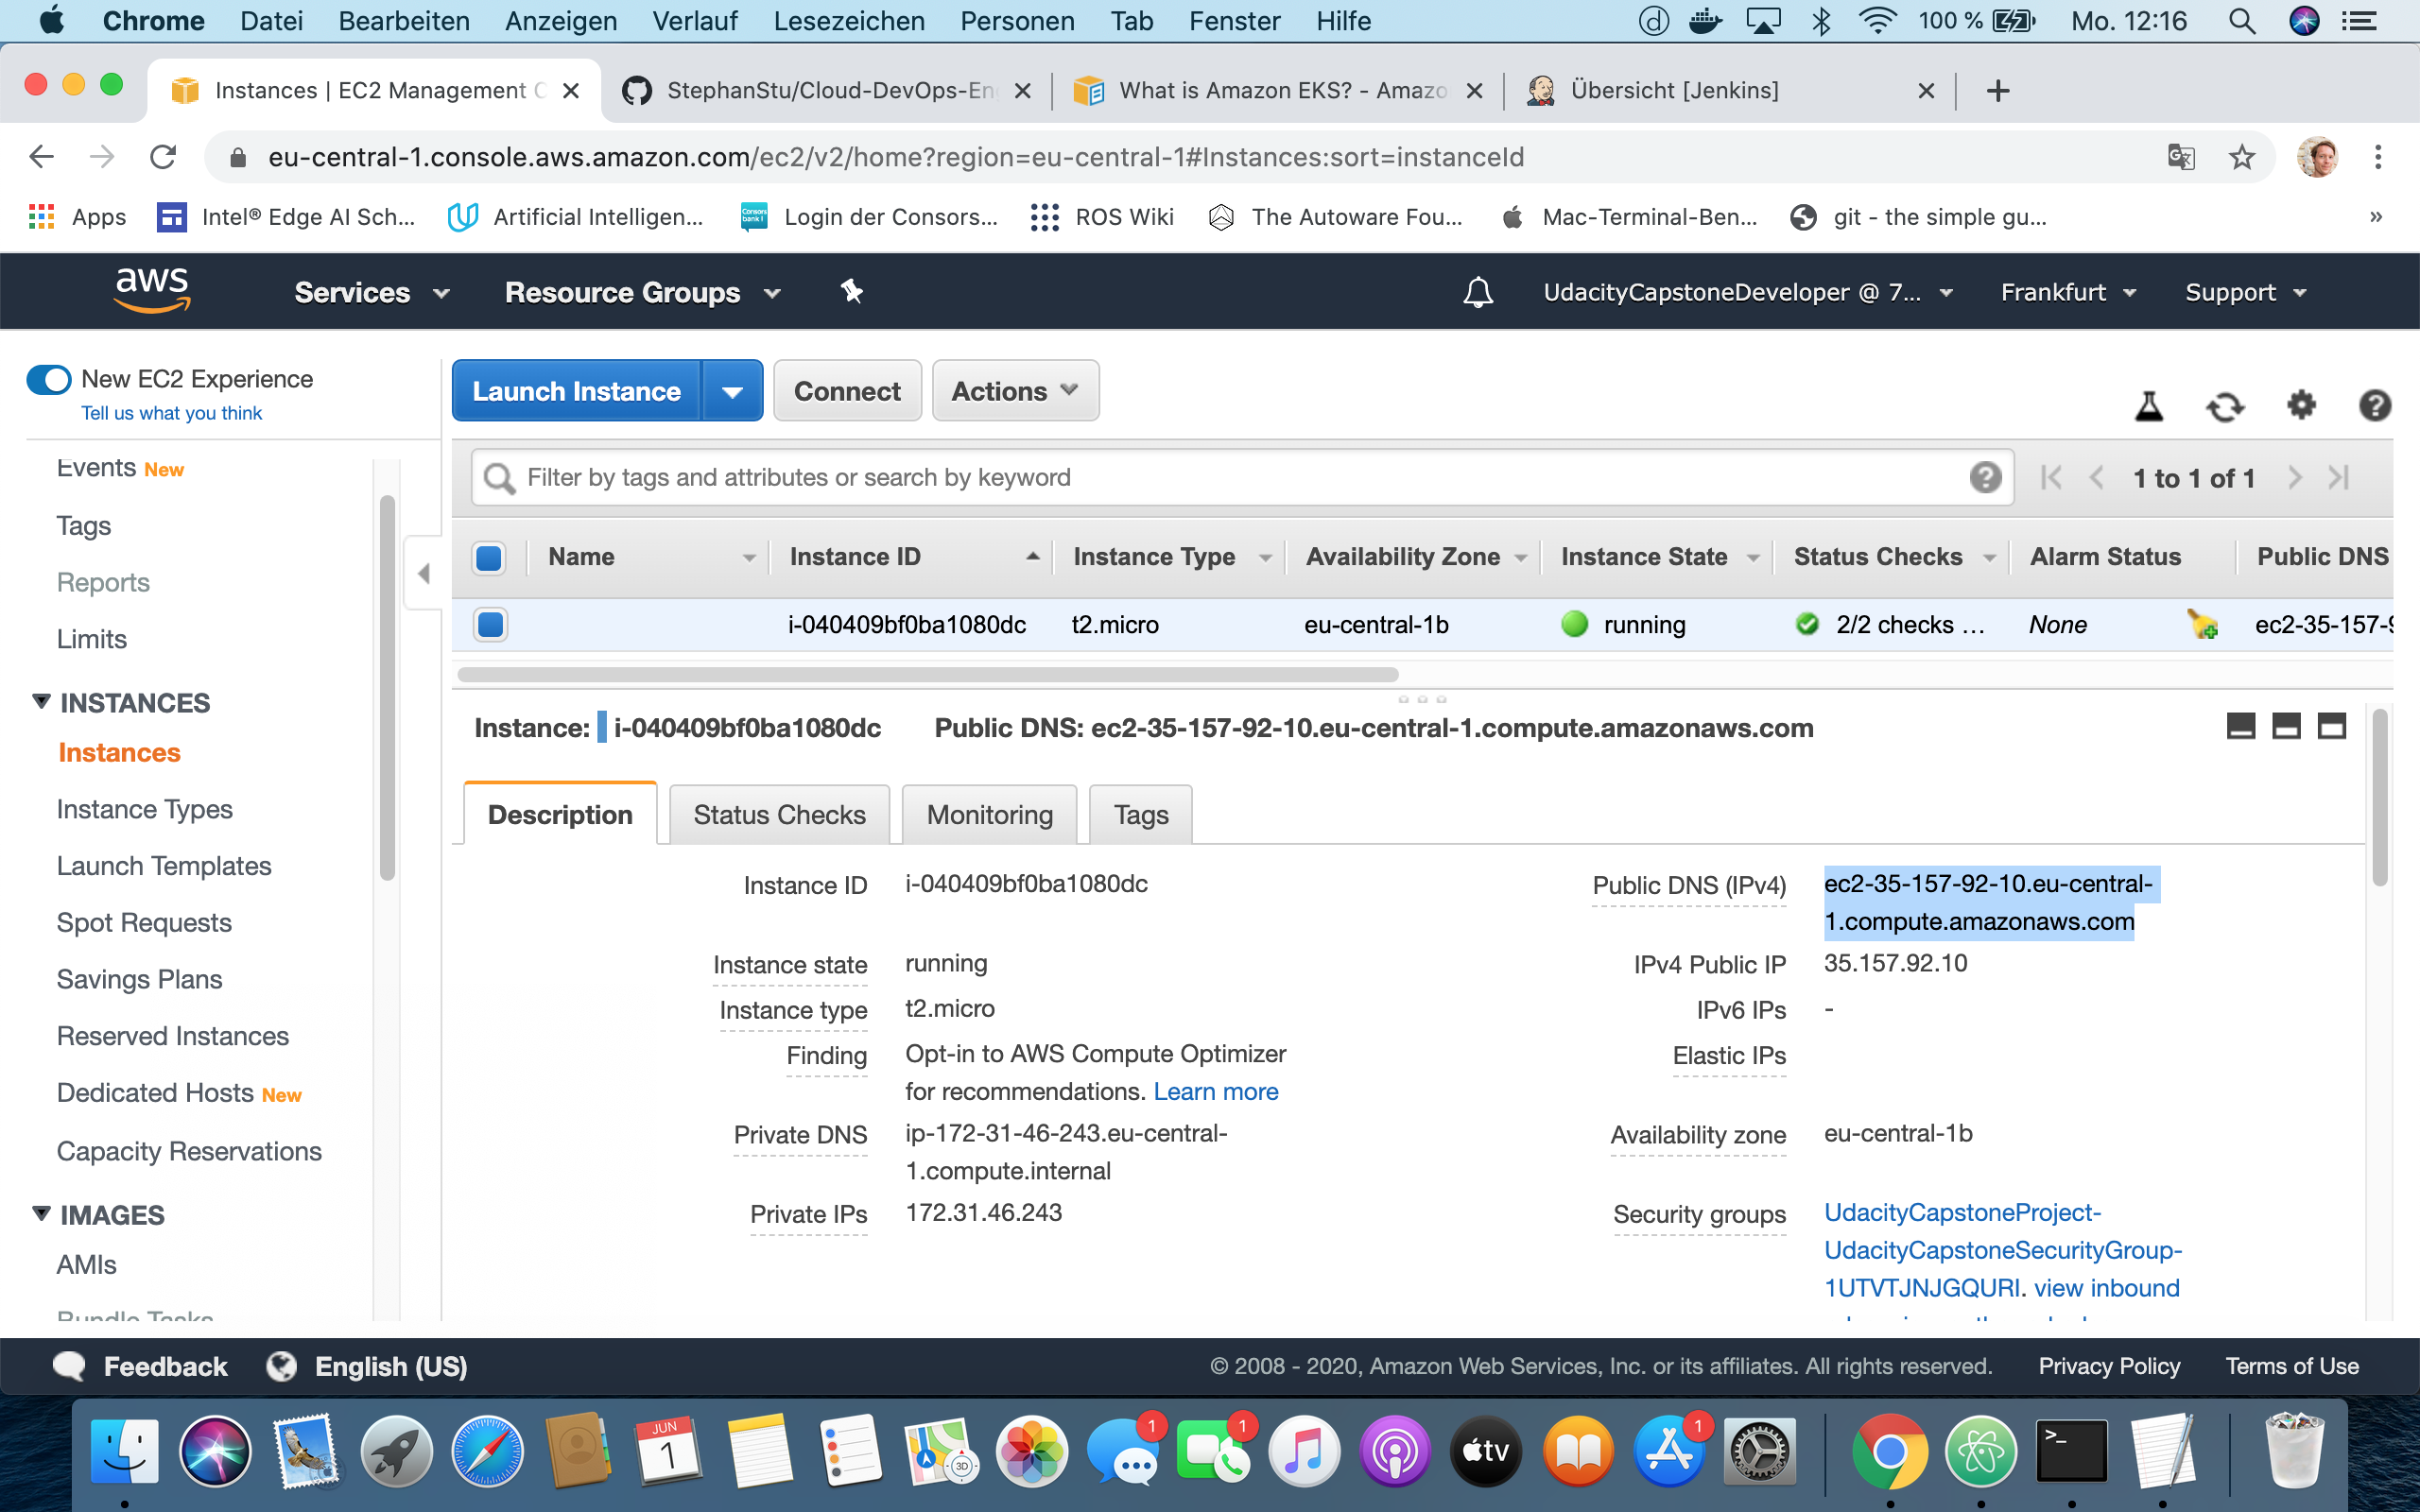 Chrome Datei Bearbeiten Anzeigen Verlauf Lesezeichen Personen Tab Fenster Hilfe 100 % Mo. 12:16
Instances | EC2 Management C StephanStu/Cloud-DevOps-En What is Amazon EKS? - Amazo Übersicht [Jenkins]
eu-central-1.console.aws.amazon.com/ec2/v2/home?region=eu-central-1#Instances:sort=instanceId
Apps Intel® Edge AI Sch... Artificial Intelligen... Login der Consors... ROS Wiki The Autoware Fou... Mac-Terminal-Ben... git - the simple gu... »
aws Services Resource Groups UdacityCapstoneDeveloper @ 7... Frankfurt Support
New EC2 Experience
Tell us what you think
Events New
Tags
Reports
Limits
INSTANCES
Instances
Instance Types
Launch Templates
Spot Requests
Savings Plans
Reserved Instances
Dedicated Hosts New
Capacity Reservations
IMAGES
AMIs
Bundle Tasks
Launch Instance Connect Actions
Filter by tags and attributes or search by keyword 1 to 1 of 1
Name Instance ID Instance Type Availability Zone Instance State Status Checks Alarm Status Public DNS
i-040409bf0ba1080dc t2.micro eu-central-1b running 2/2 checks ... None ec2-35-157-9
Instance: i-040409bf0ba1080dc Public DNS: ec2-35-157-92-10.eu-central-1.compute.amazonaws.com
Description Status Checks Monitoring Tags
Instance ID i-040409bf0ba1080dc
Instance state running
Instance type t2.micro
Finding Opt-in to AWS Compute Optimizer
for recommendations. Learn more
Private DNS ip-172-31-46-243.eu-central-
1.compute.internal
Private IPs 172.31.46.243
Public DNS (IPv4) ec2-35-157-92-10.eu-central-
1.compute.amazonaws.com
IPv4 Public IP 35.157.92.10
IPv6 IPs -
Elastic IPs
Availability zone eu-central-1b
Security groups UdacityCapstoneProject-
UdacityCapstoneSecurityGroup-
1UTVTJNJGQURI. view inbound
Feedback English (US) © 2008 - 2020, Amazon Web Services, Inc. or its affiliates. All rights reserved. Privacy Policy Terms of Use
JUN
1
3D
1
1
tv
1
>_